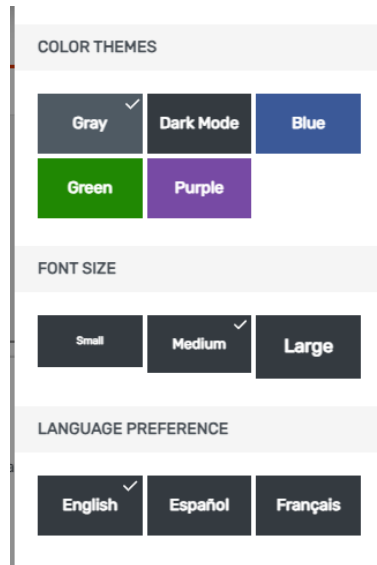 COLOR THEMES
Gray Dark Mode Blue
Green Purple
FONT SIZE
Small Medium Large
LANGUAGE PREFERENCE
English Español Français